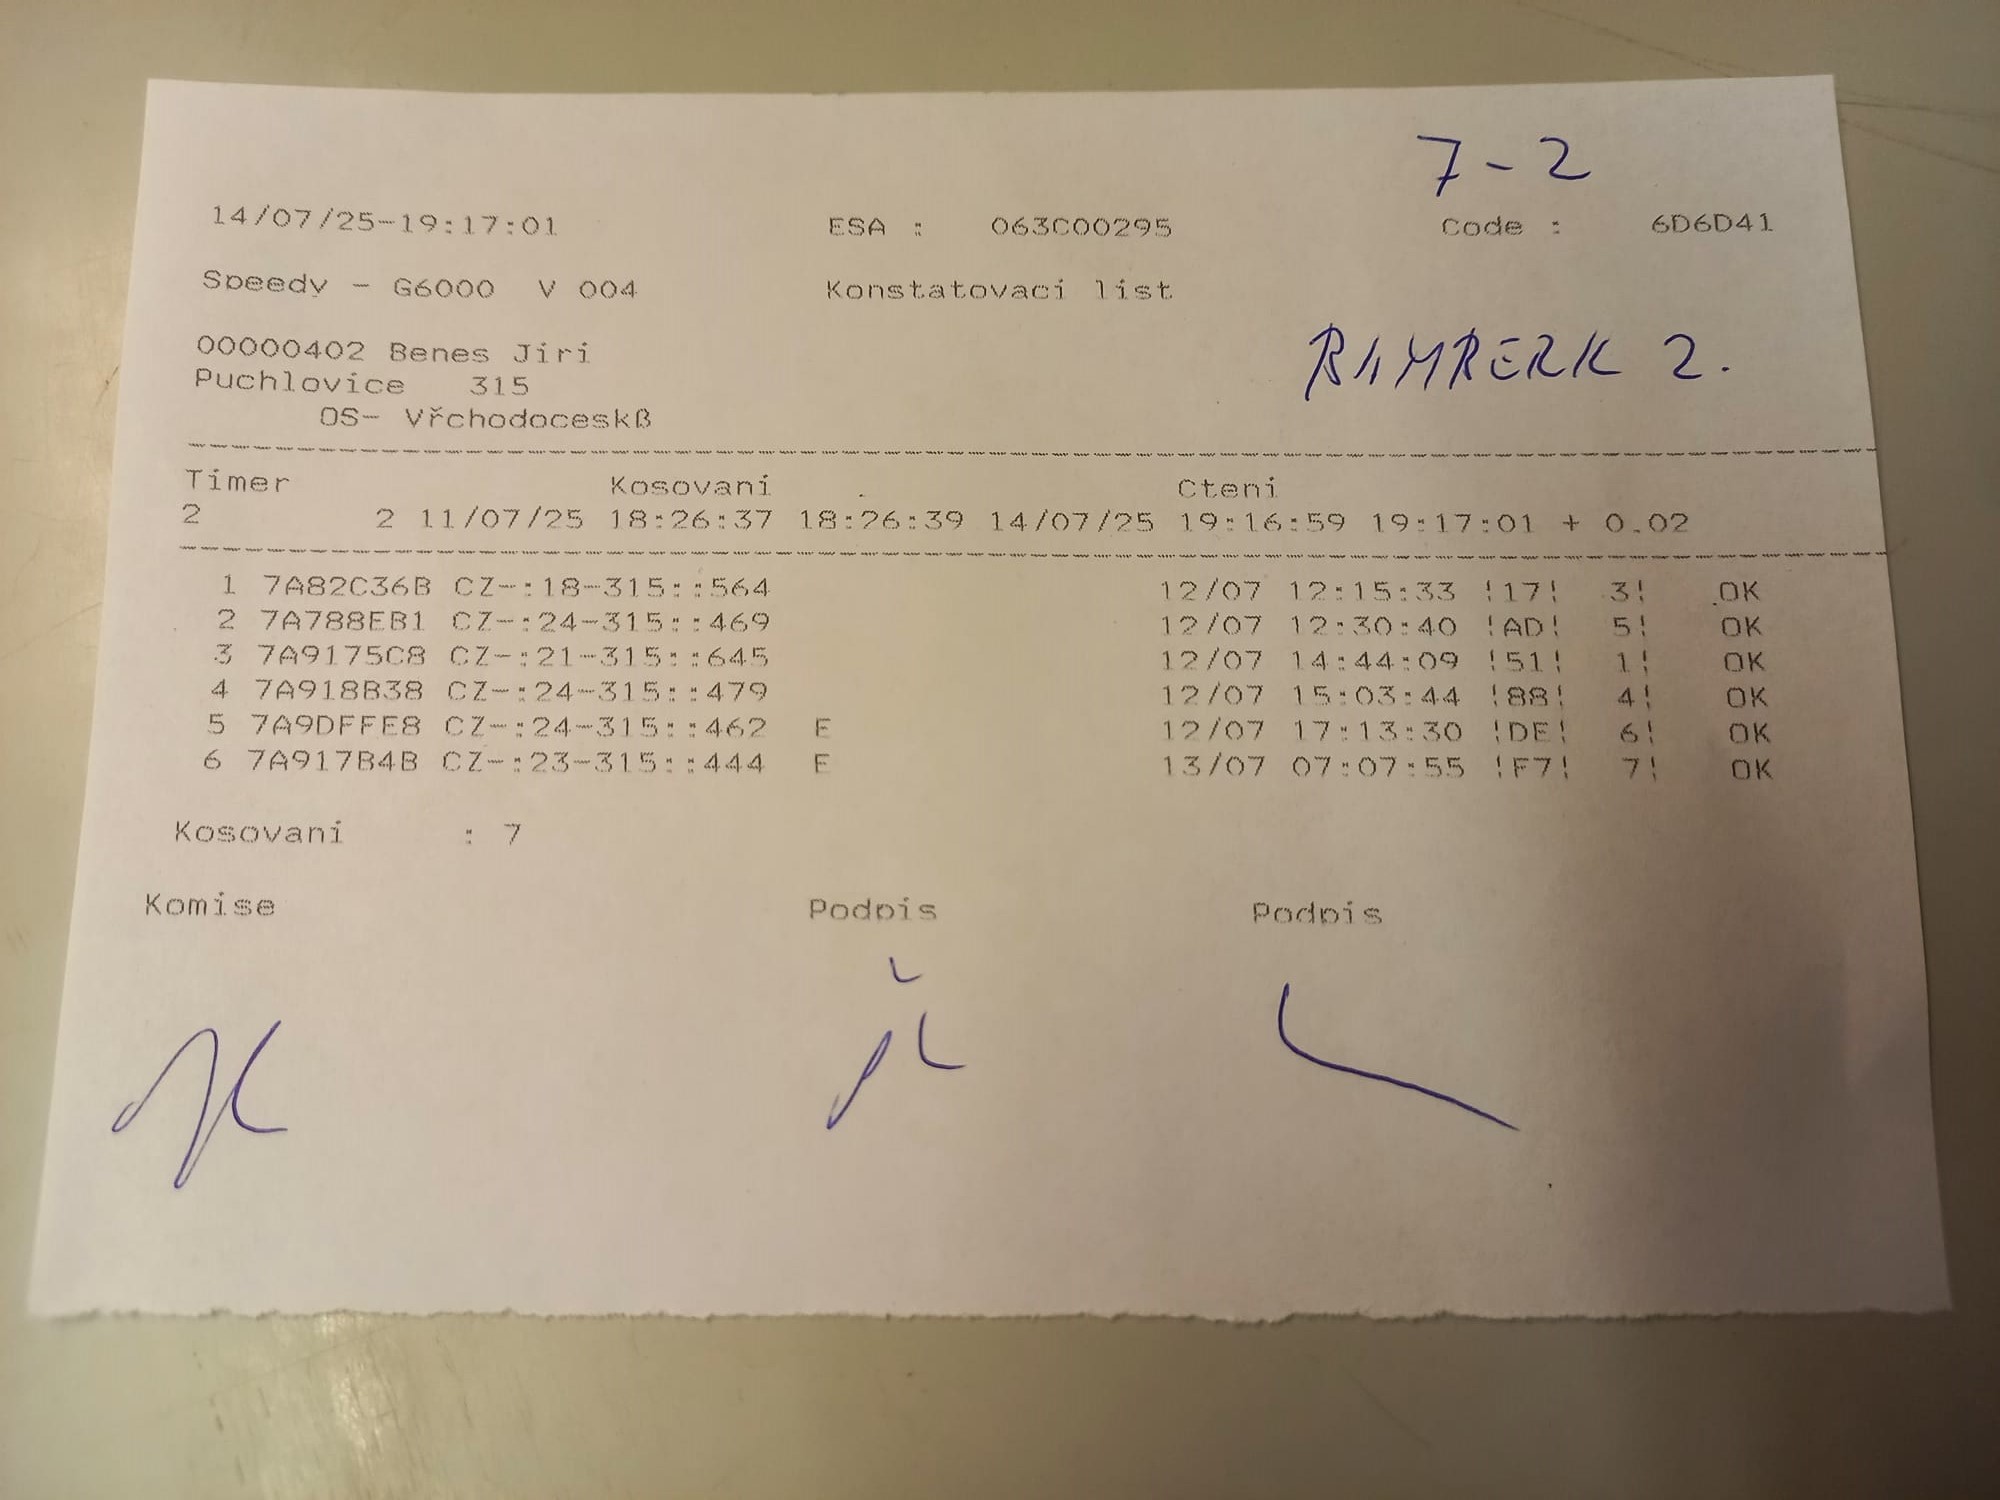 7-2
14/07/25-19:17:01 ESA : 063C00295 Code : 6D6D41
Speedy - G6000 V 004 Konstatovaci list
BAMBERK 2.
00000402 Benes Jiri
Puchlovice 315
OS- Vřchodoceskß
Timer Kosovani Cteni
2 2 11/07/25 18:26:37 18:26:39 14/07/25 19:16:59 19:17:01 + 0.02
1 7A82C36B CZ-:18-315::564 12/07 12:15:33 !17! 3! OK
2 7A788EB1 CZ-:24-315::469 12/07 12:30:40 !AD! 5! OK
3 7A9175C8 CZ-:21-315::645 12/07 14:44:09 !51! 1! OK
4 7A918B38 CZ-:24-315::479 12/07 15:03:44 !88! 4! OK
5 7A9DFFE8 CZ-:24-315::462 E 12/07 17:13:30 !DE! 6! OK
6 7A917B4B CZ-:23-315::444 E 13/07 07:07:55 !F7! 7! OK
Kosovani : 7
Komise Podpis Podpis